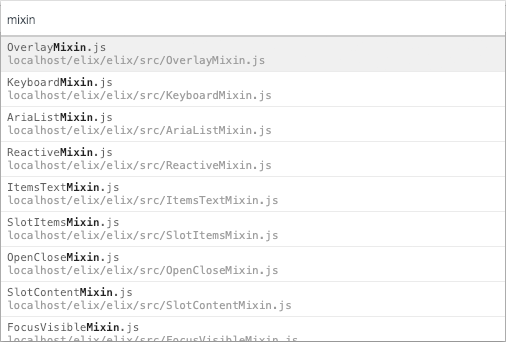 mixin
OverlayMixin.js
localhost/elix/elix/src/OverlayMixin.js
KeyboardMixin.js
localhost/elix/elix/src/KeyboardMixin.js
AriaListMixin.js
localhost/elix/elix/src/AriaListMixin.js
ReactiveMixin.js
localhost/elix/elix/src/ReactiveMixin.js
ItemsTextMixin.js
localhost/elix/elix/src/ItemsTextMixin.js
SlotItemsMixin.js
localhost/elix/elix/src/SlotItemsMixin.js
OpenCloseMixin.js
localhost/elix/elix/src/OpenCloseMixin.js
SlotContentMixin.js
localhost/elix/elix/src/SlotContentMixin.js
FocusVisibleMixin.js
localhost/elix/elix/src/FocusVisibleMixin.js